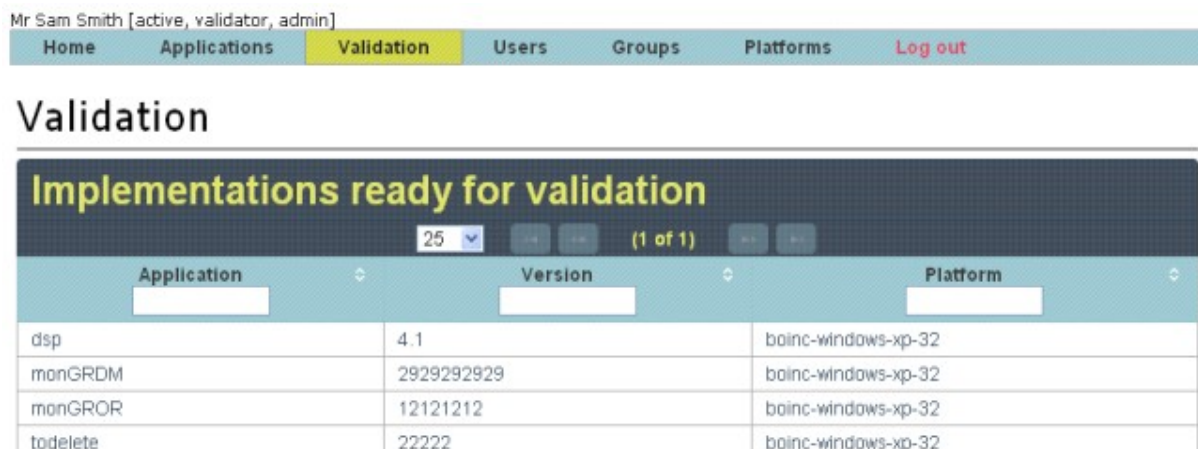 Mr Sam Smith [active, validator, admin]
Home Applications Validation Users Groups Platforms Log out
Validation
Implementations ready for validation
25 (1 of 1)
Application Version Platform
dsp 4.1 boinc-windows-xp-32
monGRDM 2929292929 boinc-windows-xp-32
monGROR 12121212 boinc-windows-xp-32
todelete 22222 boinc-windows-xp-32